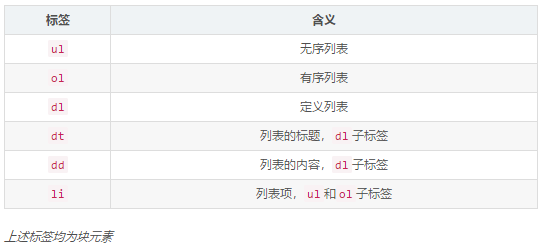 标签 含义
ul 无序列表
ol 有序列表
dl 定义列表
dt 列表的标题，dl 子标签
dd 列表的内容，dl 子标签
li 列表项，ul 和 ol 子标签
上述标签均为块元素